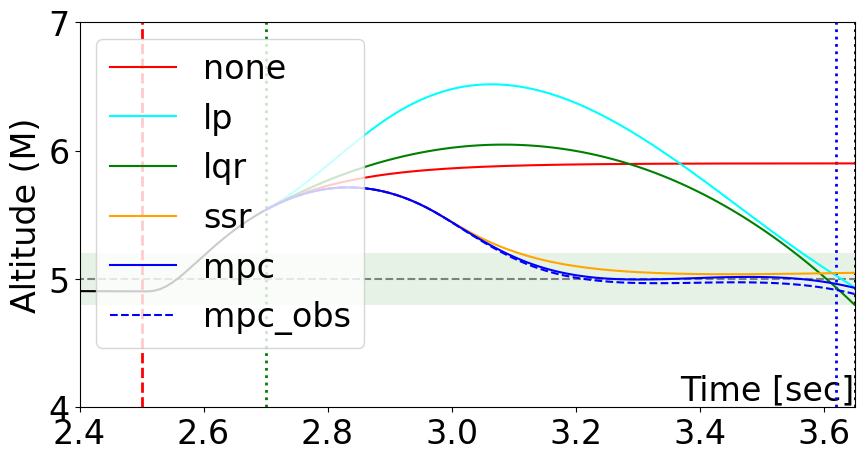 7
6
5
4
Altitude (M)
none
lp
lqr
ssr
mpc
mpc_obs
Time [sec]
2.4 2.6 2.8 3.0 3.2 3.4 3.6